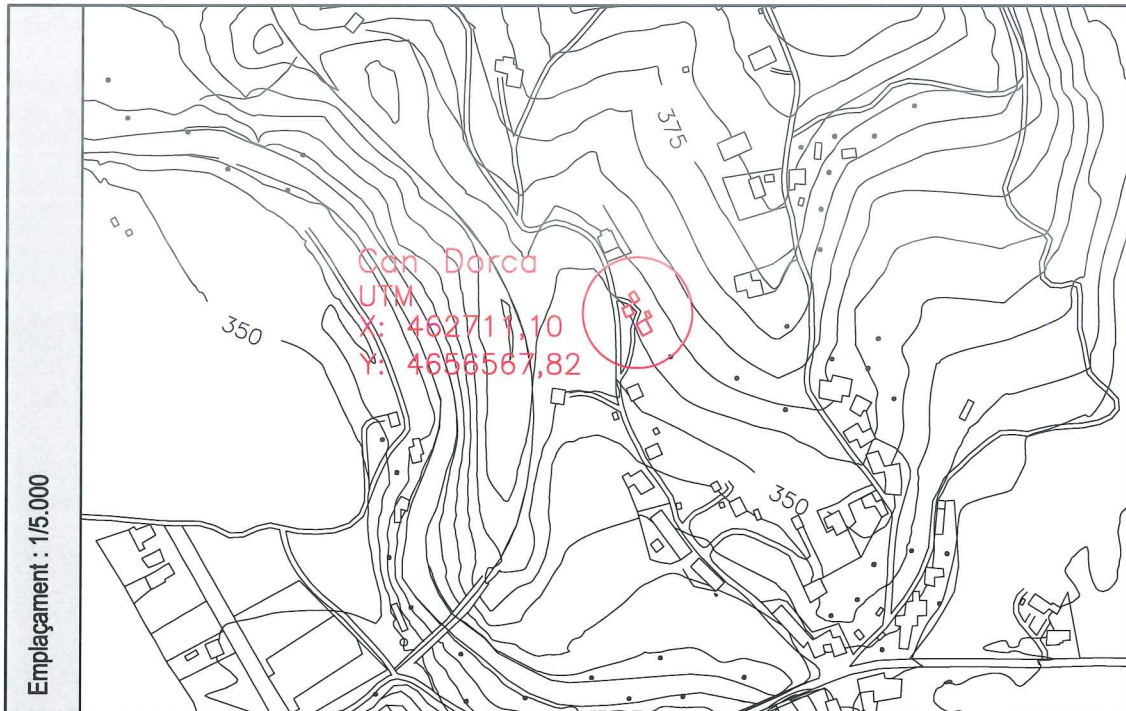 Emplaçament : 1/5.000
375
Can Dorca
UTM
X: 462711,10
Y: 4656567,82
350
350